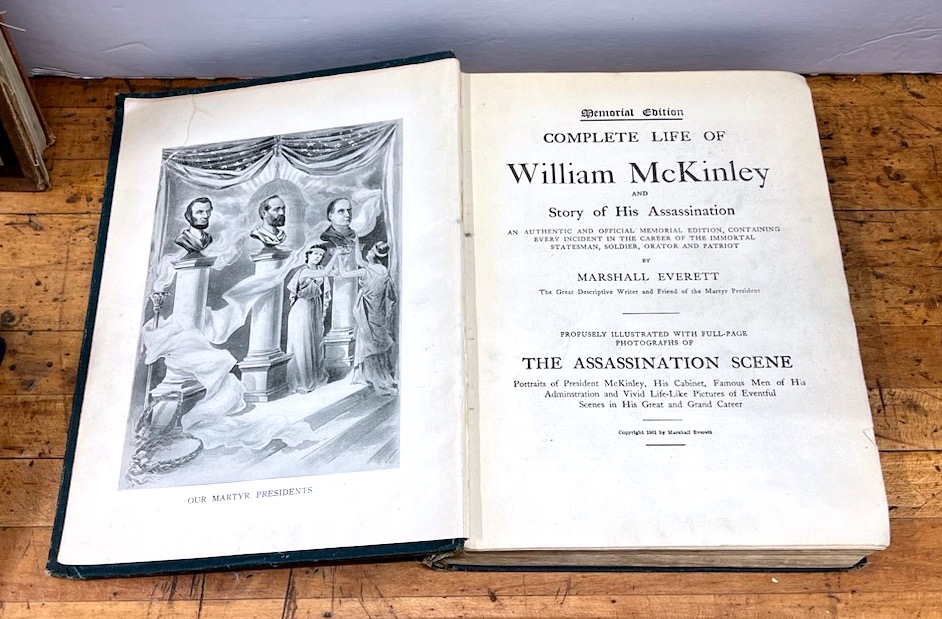 OUR MARTYR PRESIDENTS
Memorial Edition
COMPLETE LIFE OF
William McKinley
AND
Story of His Assassination
AN AUTHENTIC AND OFFICIAL MEMORIAL EDITION, CONTAINING
EVERY INCIDENT IN THE CAREER OF THE IMMORTAL
STATESMAN, SOLDIER, ORATOR AND PATRIOT
BY
MARSHALL EVERETT
The Great Descriptive Writer and Friend of the Martyr President
PROFUSELY ILLUSTRATED WITH FULL-PAGE
PHOTOGRAPHS OF
THE ASSASSINATION SCENE
Portraits of President McKinley, His Cabinet, Famous Men of His
Adminstration and Vivid Life-Like Pictures of Eventful
Scenes in His Great and Grand Career
Copyright 1901 by Marshall Everett